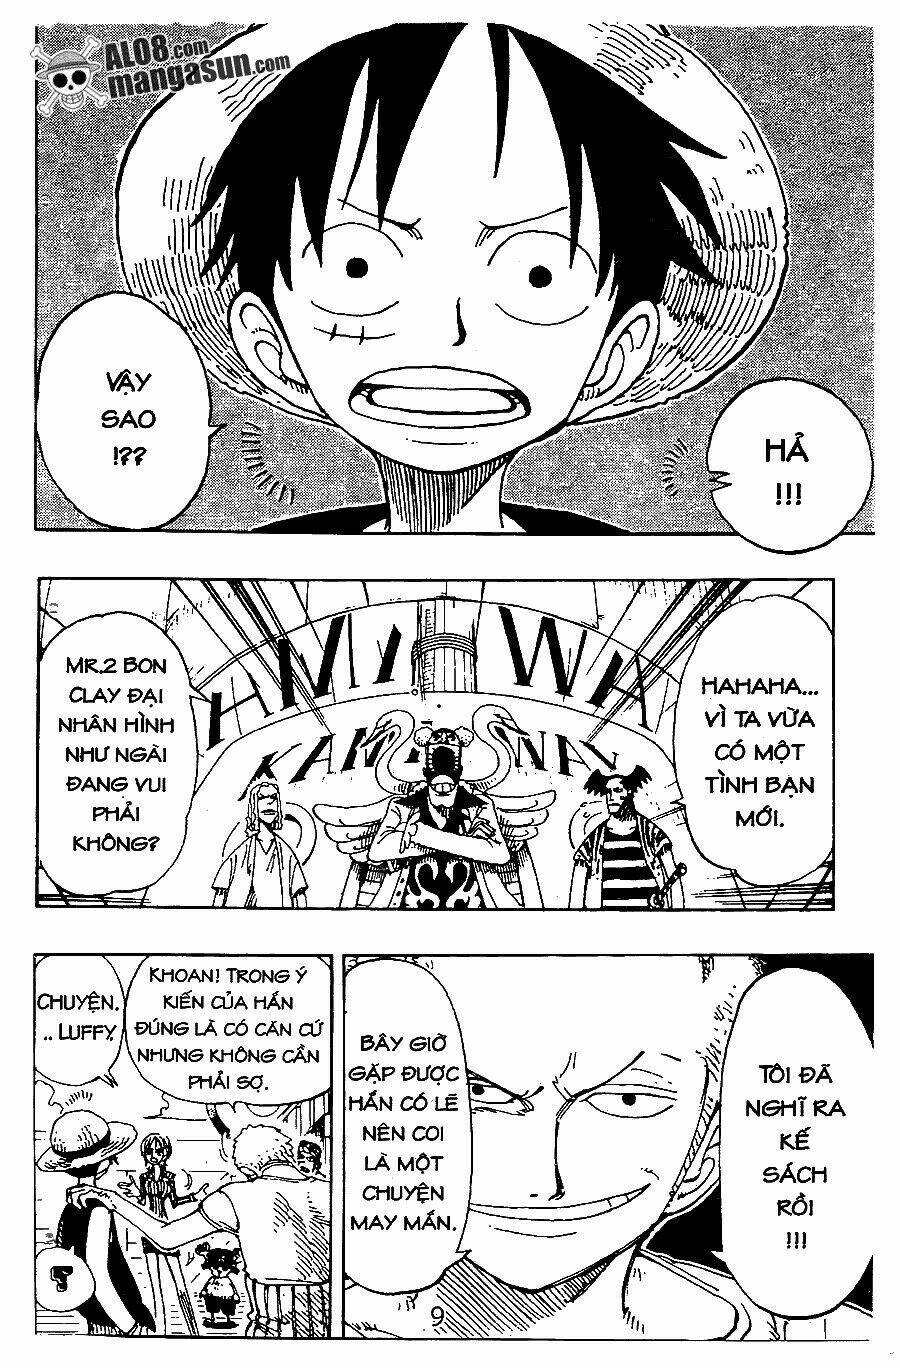 AL08.com
mangasun.com
HẢ
!!!
VẬY
SAO
!??
HAHAHA...
VÌ TA VỪA
CÓ MỘT
TÌNH BẠN
MỚI.
MR.2 BON
CLAY ĐẠI
NHÂN HÌNH
NHƯ NGÀI
ĐANG VUI
PHẢI
KHÔNG?
TÔI ĐÃ
NGHĨ RA
KẾ
SÁCH
RỒI
!!!
BÂY GIỜ
GẶP ĐƯỢC
HẮN CÓ LẼ
NÊN COI
LÀ MỘT
CHUYỆN
MAY MẮN.
KHOAN! TRONG Ý
KIẾN CỦA HẮN
ĐÚNG LÀ CÓ CĂN CỨ
NHƯNG KHÔNG CẦN
PHẢI SỢ.
CHUYỆN.
.. LUFFY.
?
9